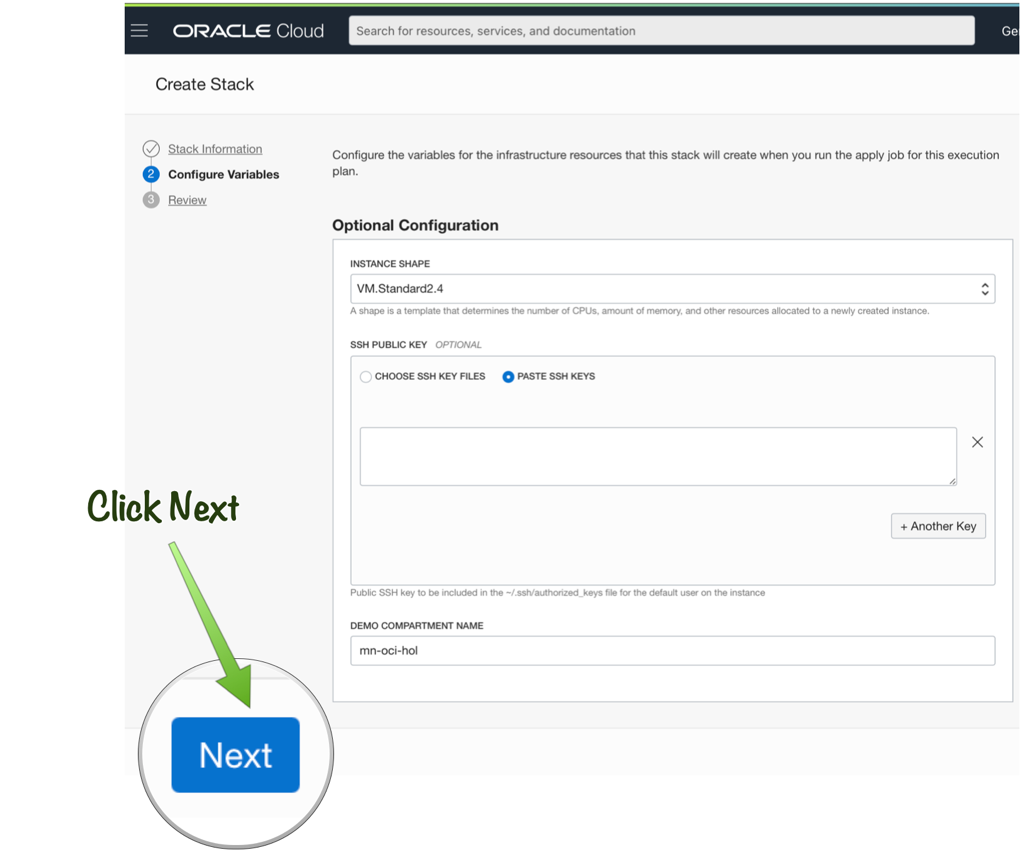 ORACLE Cloud
Search for resources, services, and documentation
Create Stack
Stack Information
2 Configure Variables
3 Review
Configure the variables for the infrastructure resources that this stack will create when you run the apply job for this execution
plan.
Optional Configuration
INSTANCE SHAPE
VM.Standard2.4
A shape is a template that determines the number of CPUs, amount of memory, and other resources allocated to a newly created instance.
SSH PUBLIC KEY OPTIONAL
CHOOSE SSH KEY FILES PASTE SSH KEYS
+ Another Key
Public SSH key to be included in the ~/.ssh/authorized_keys file for the default user on the instance
DEMO COMPARTMENT NAME
mn-oci-hol
Click Next
Next